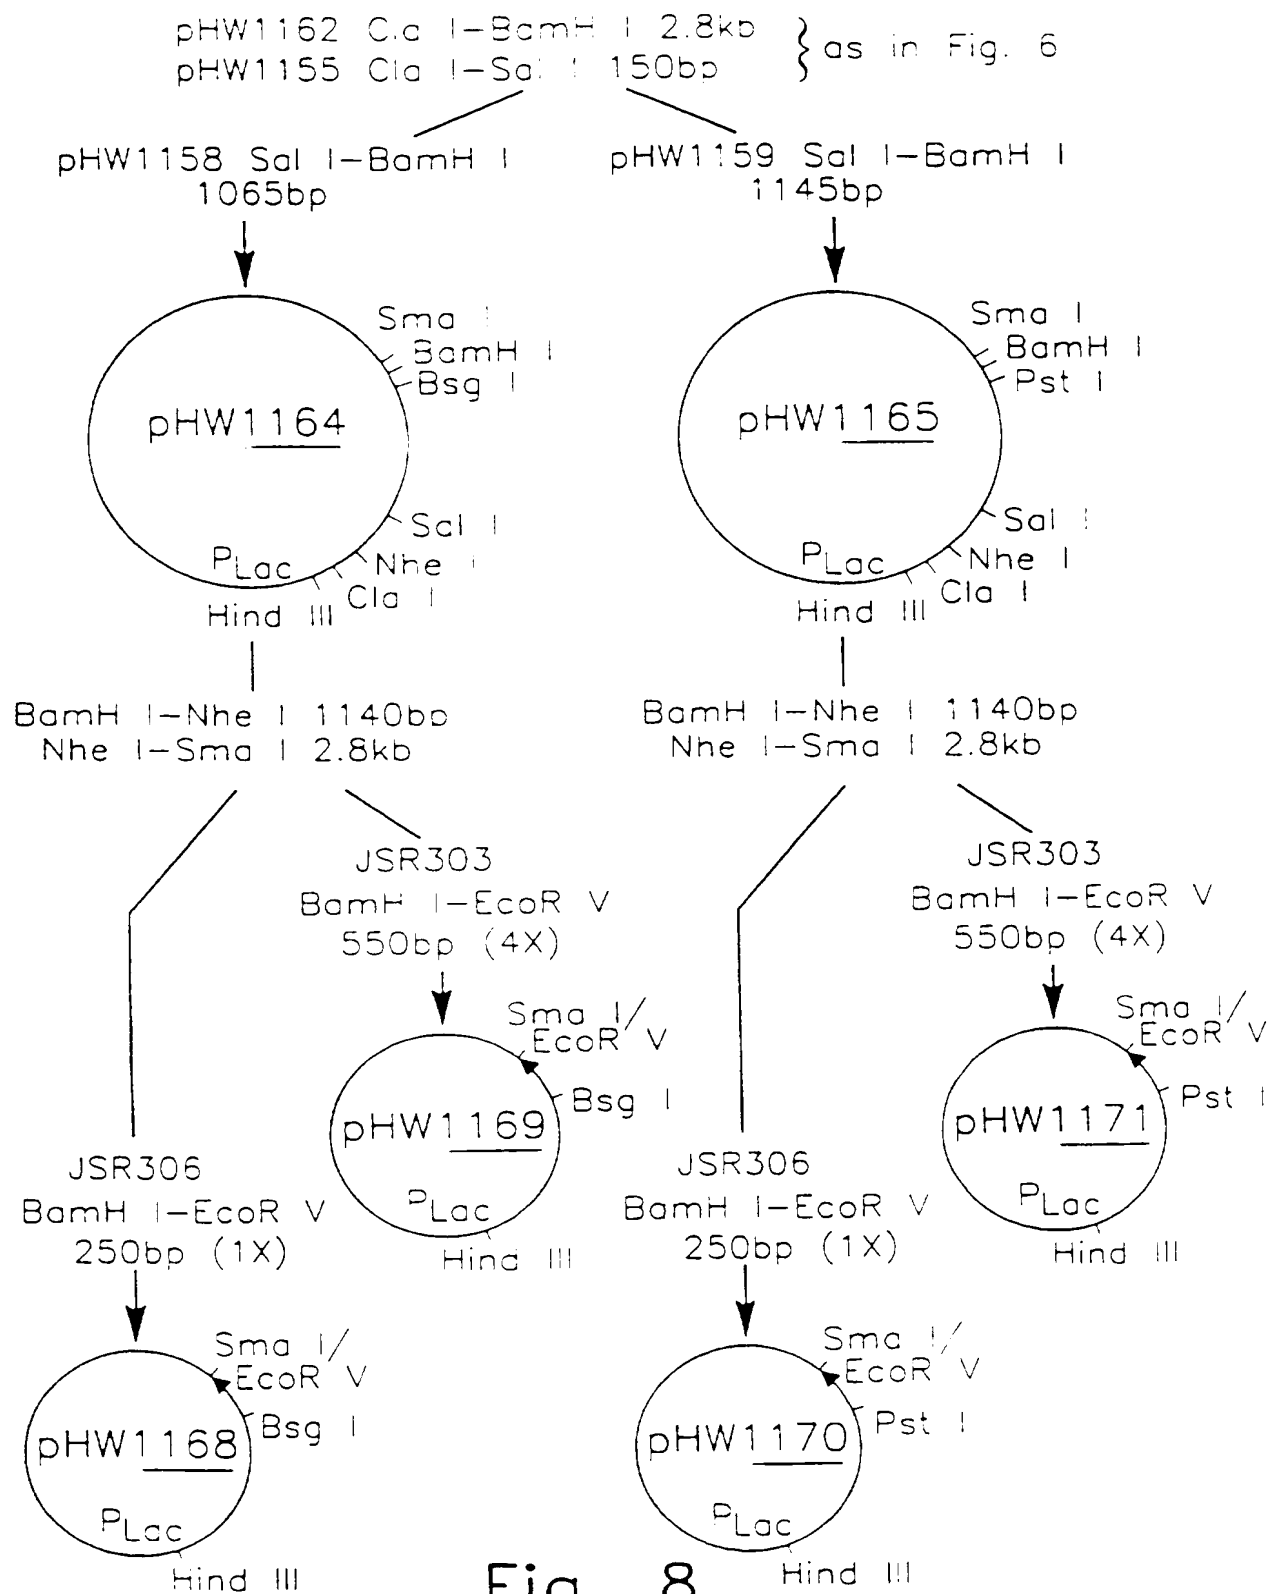 pHW1162 C.a I-BamH I 2.8kb
pHW1155 Cla I-Sal I 150bp
} as in Fig. 6
pHW1158 Sal I-BamH I
1065bp
pHW1159 Sal I-BamH I
1145bp
Sma I
BamH I
Bsg I
pHW1164
Sal I
Nhe I
Cla I
PLac
Hind III
Sma I
BamH I
Pst I
pHW1165
Sal I
Nhe I
Cla I
PLac
Hind III
BamH I-Nhe I 1140bp
Nhe I-Sma I 2.8kb
BamH I-Nhe I 1140bp
Nhe I-Sma I 2.8kb
JSR303
BamH I-EcoR V
550bp (4X)
JSR303
BamH I-EcoR V
550bp (4X)
Sma I/
EcoR V
Bsg I
pHW1169
PLac
Hind III
Sma I/
EcoR V
Pst I
pHW1171
PLac
Hind III
JSR306
BamH I-EcoR V
250bp (1X)
JSR306
BamH I-EcoR V
250bp (1X)
Sma I/
EcoR V
Bsg I
pHW1168
PLac
Hind III
Sma I/
EcoR V
Pst I
pHW1170
PLac
Hind III
Fig. 8